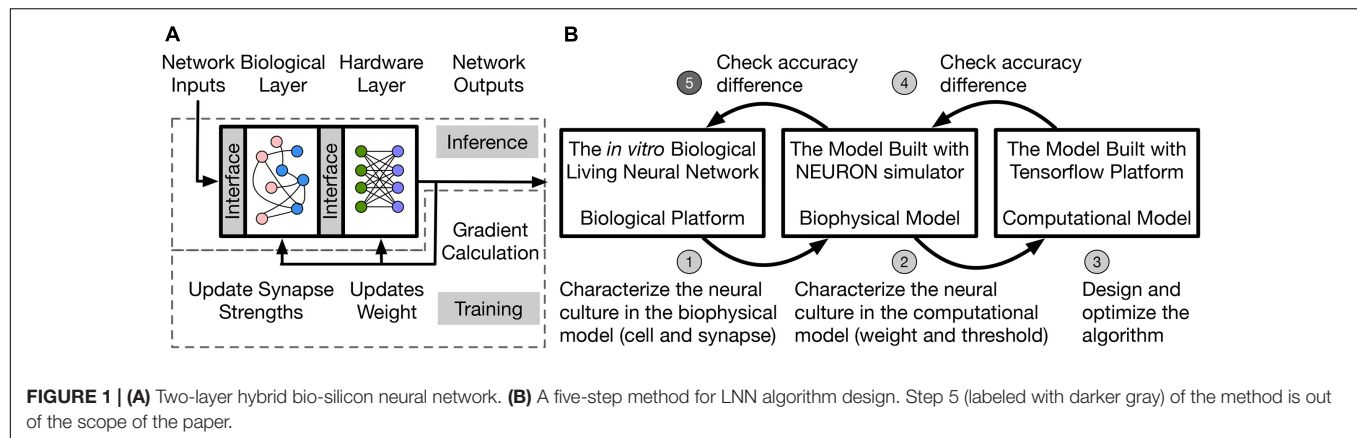 A
Network Inputs
Biological Layer
Hardware Layer
Network Outputs
Interface
Interface
Inference
Gradient Calculation
Update Synapse Strengths
Updates Weight
Training
B
5
Check accuracy difference
4
Check accuracy difference
The in vitro Biological
Living Neural Network
Biological Platform
The Model Built with
NEURON simulator
Biophysical Model
The Model Built with
Tensorflow Platform
Computational Model
1
Characterize the neural
culture in the biophysical
model (cell and synapse)
2
Characterize the neural
culture in the computational
model (weight and threshold)
3
Design and
optimize the
algorithm
FIGURE 1 | (A) Two-layer hybrid bio-silicon neural network. (B) A five-step method for LNN algorithm design. Step 5 (labeled with darker gray) of the method is out
of the scope of the paper.